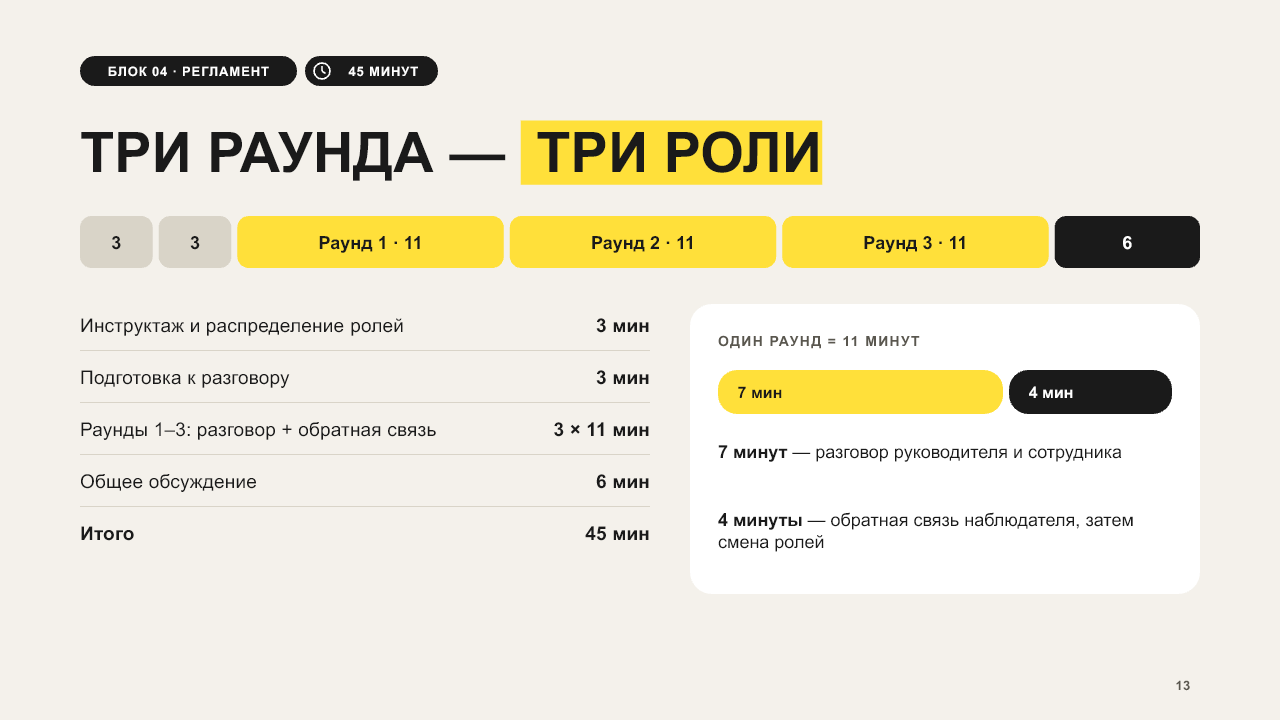 БЛОК 04 · РЕГЛАМЕНТ
45 МИНУТ
ТРИ РАУНДА — ТРИ РОЛИ
3
3
Раунд 1 · 11
Раунд 2 · 11
Раунд 3 · 11
6
Инструктаж и распределение ролей 3 мин
Подготовка к разговору 3 мин
Раунды 1–3: разговор + обратная связь 3 × 11 мин
Общее обсуждение 6 мин
Итого 45 мин
ОДИН РАУНД = 11 МИНУТ
7 мин
4 мин
7 минут — разговор руководителя и сотрудника
4 минуты — обратная связь наблюдателя, затем
смена ролей
13